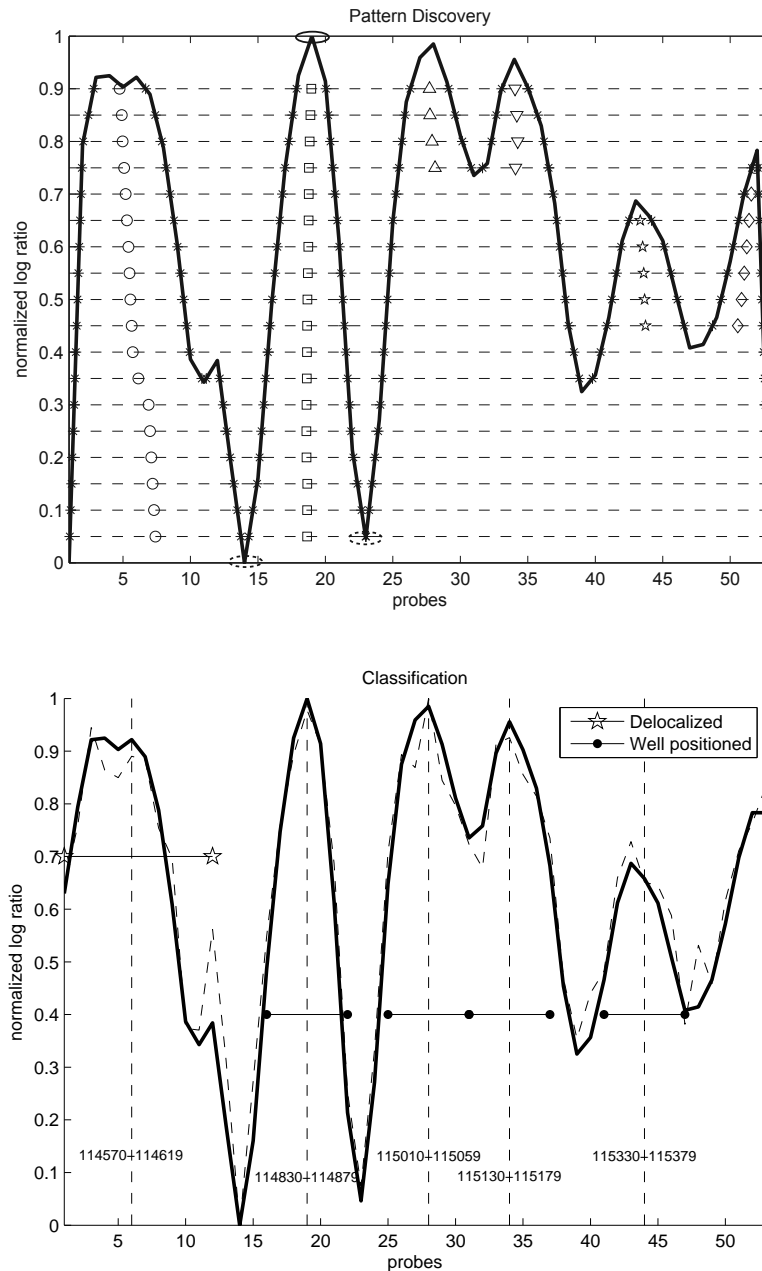 Pattern Discovery
normalized log ratio
0.9
0.8
0.7
0.6
0.5
0.4
0.3
0.2
0.1
0
5 10 15 20 25 30 35 40 45 50
probes
Classification
normalized log ratio
1
0.9
0.8
0.7
0.6
0.5
0.4
0.3
0.2
0.1
0
Delocalized
Well positioned
114570-114619
114830-114879
115010-115059
115130-115179
115330-115379
5 10 15 20 25 30 35 40 45 50
probes